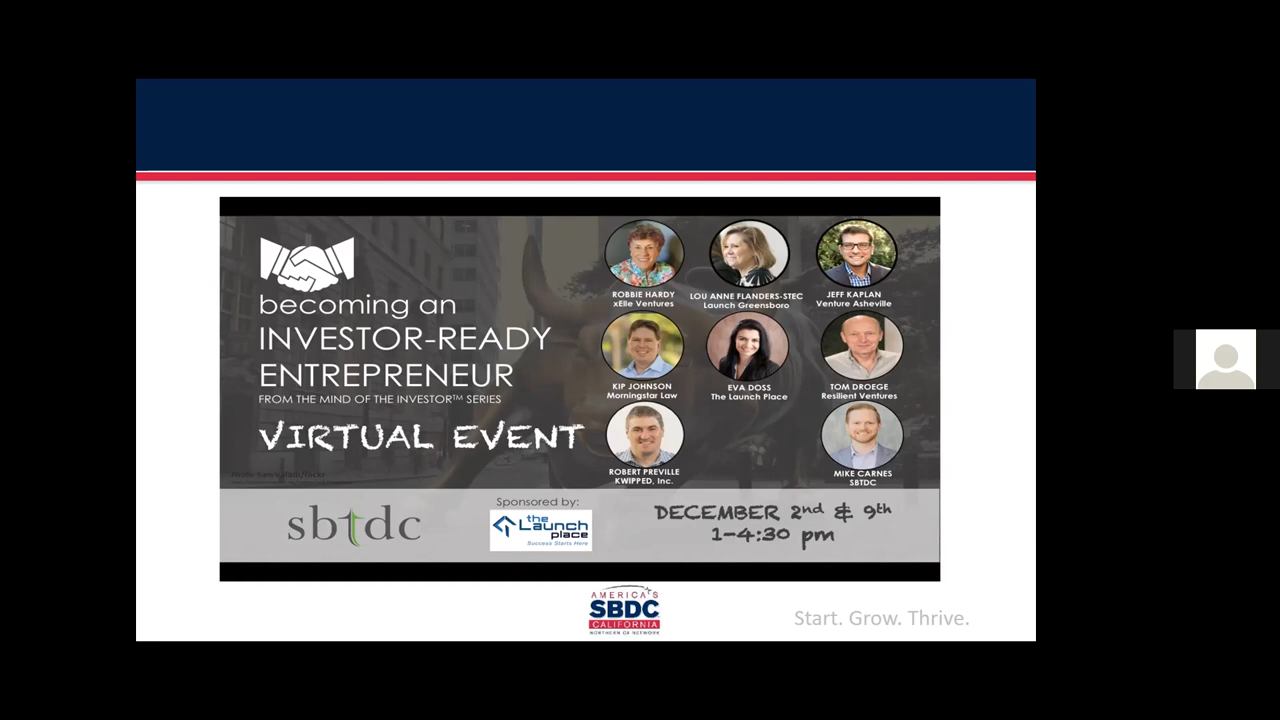 becoming an
INVESTOR-READY
ENTREPRENEUR
FROM THE MIND OF THE INVESTOR™ SERIES
VIRTUAL EVENT
ROBBIE HARDY
xElle Ventures
LOU ANNE FLANDERS-STEC
Launch Greensboro
JEFF KAPLAN
Venture Asheville
KIP JOHNSON
Morningstar Law
EVA DOSS
The Launch Place
TOM DROEGE
Resilient Ventures
ROBERT PREVILLE
KWIPPED, Inc.
MIKE CARNES
SBTDC
sbtdc
Sponsored by:
the
Launch
place
Success Starts Here
DECEMBER 2nd & 9th
1-4:30 pm
AMERICA'S
SBDC
CALIFORNIA
NORTHERN CA NETWORK
Start. Grow. Thrive.